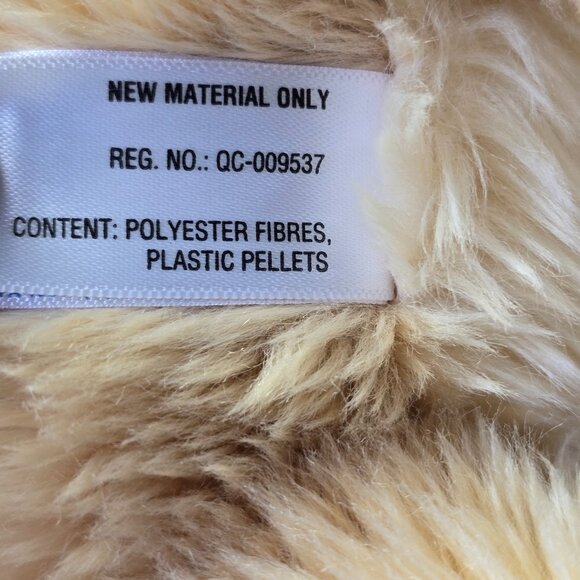 NEW MATERIAL ONLY
REG. NO.: QC-009537
CONTENT: POLYESTER FIBRES,
PLASTIC PELLETS